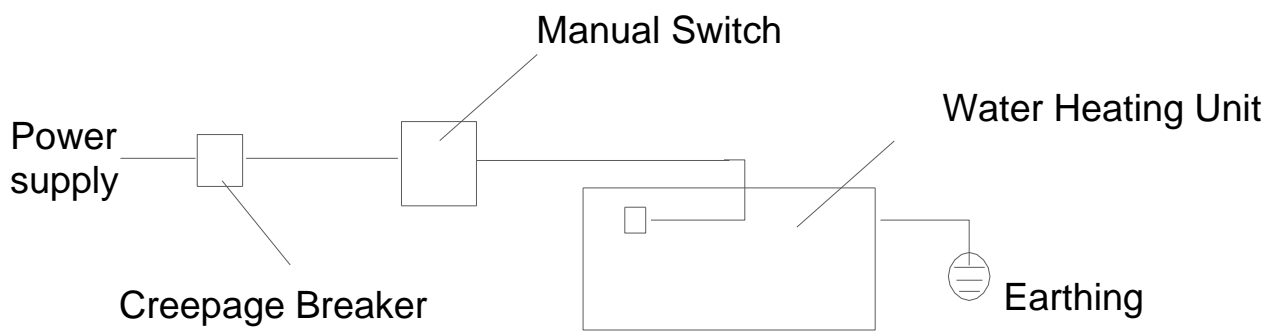 Manual Switch
Water Heating Unit
Power
supply
Creepage Breaker
Earthing